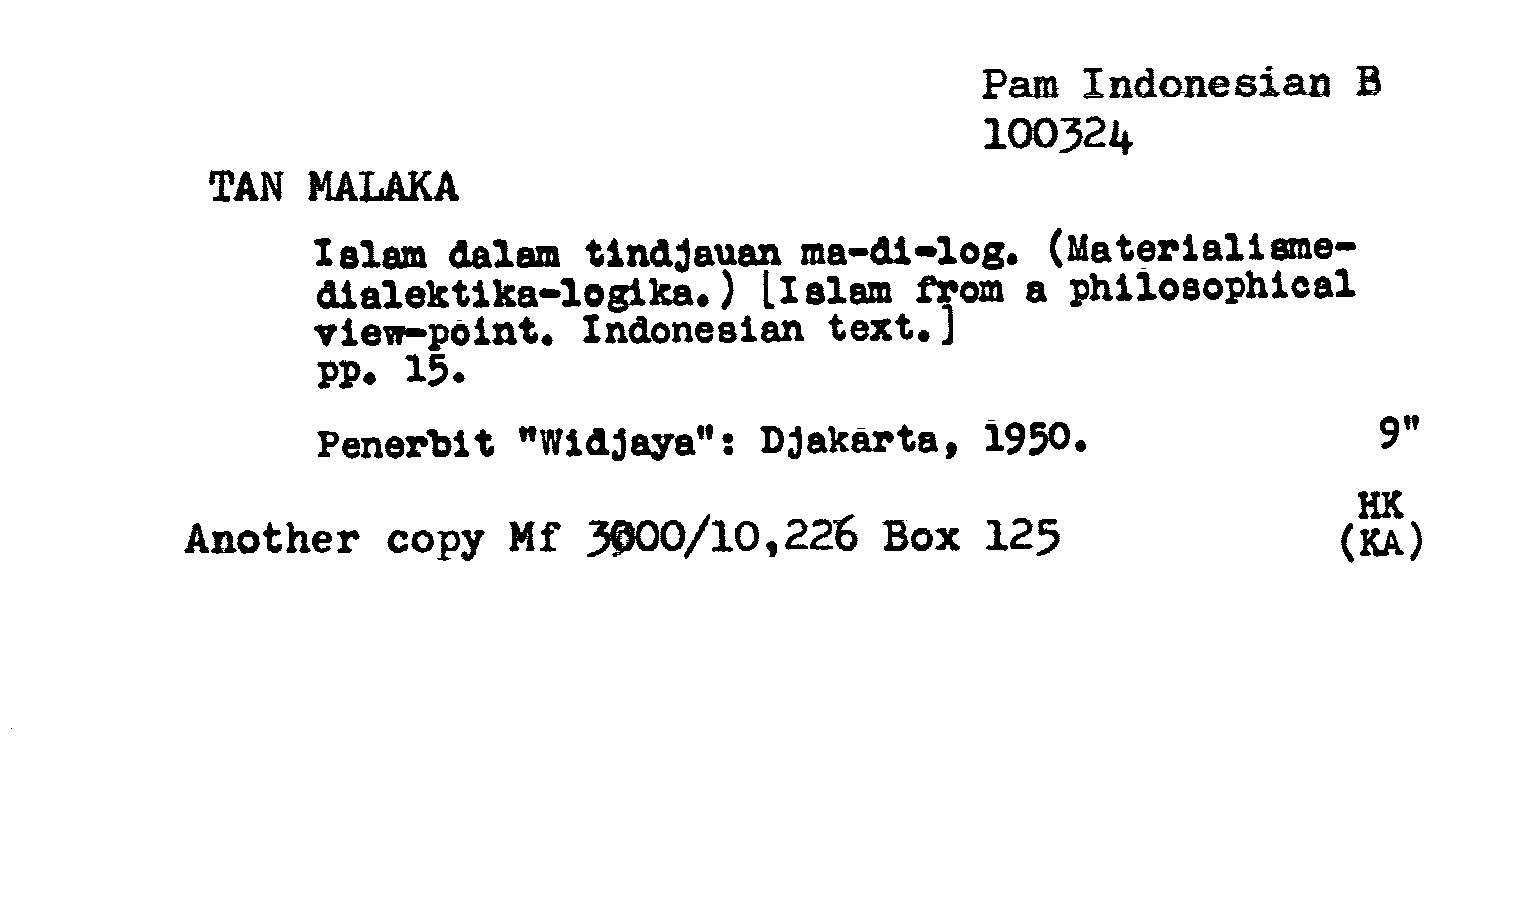 Pam Indonesian B
100324
TAN MALAKA
Islam dalam tindjauan ma-di-log. (Materialisme-
dialektika-logika.) [Islam from a philosophical
view-point. Indonesian text.]
pp. 15.
Penerbit "Widjaya": Djakarta, 1950. 9"
HK
Another copy Mf 3000/10,226 Box 125 (KA)